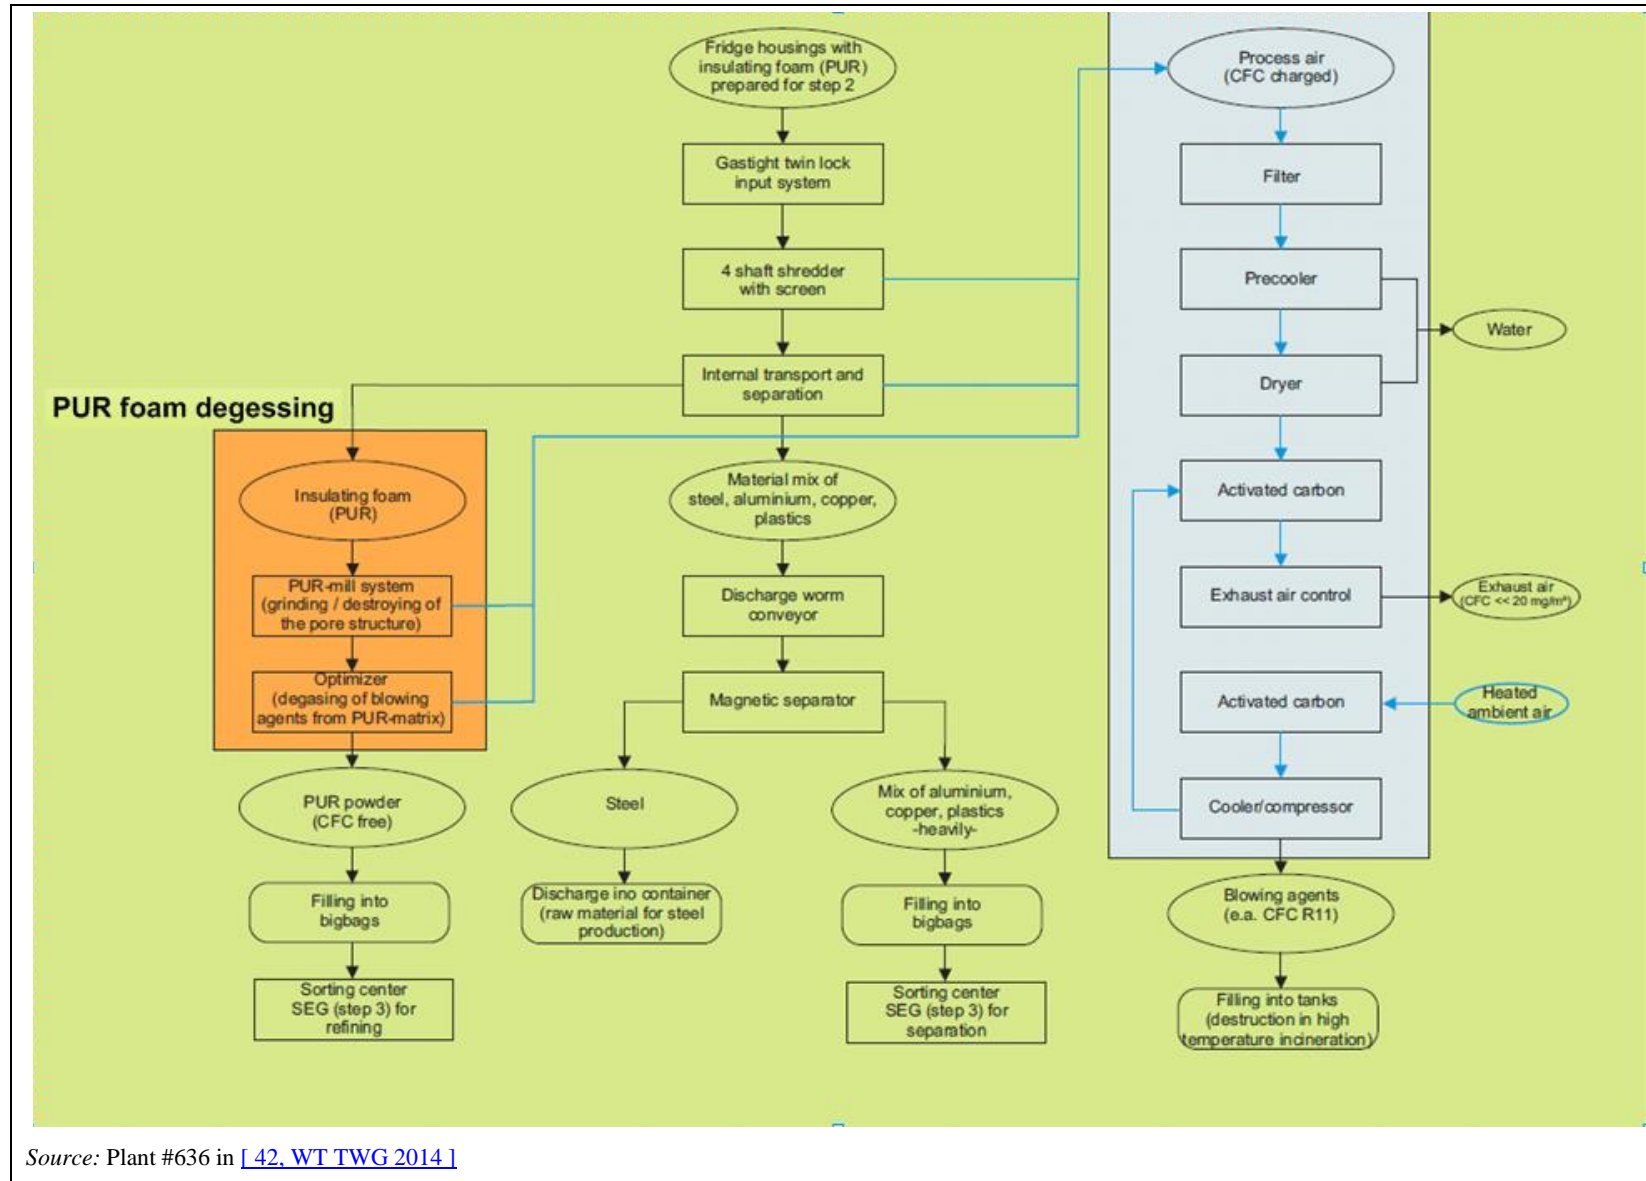 Fridge housings with
insulating foam (PUR)
prepared for step 2
Gastight twin lock
input system
4 shaft shredder
with screen
Internal transport and
separation
PUR foam degessing
Insulating foam
(PUR)
PUR-mill system
(grinding / destroying of
the pore structure)
Optimizer
(degasing of blowing
agents from PUR-matrix)
PUR powder
(CFC free)
Filling into
bigbags
Sorting center
SEG (step 3) for
refining
Material mix of
steel, aluminium, copper,
plastics
Discharge worm
conveyor
Magnetic separator
Steel
Discharge ino container
(raw material for steel
production)
Mix of aluminium,
copper, plastics
-heavily-
Filling into
bigbags
Sorting center
SEG (step 3) for
separation
Process air
(CFC charged)
Filter
Precooler
Water
Dryer
Activated carbon
Exhaust air control
Exhaust air
(CFC << 20 mg/m³)
Activated carbon
Heated
ambient air
Cooler/compressor
Blowing agents
(e.a. CFC R11)
Filling into tanks
(destruction in high
temperature incineration)
Source: Plant #636 in [ 42, WT TWG 2014 ]